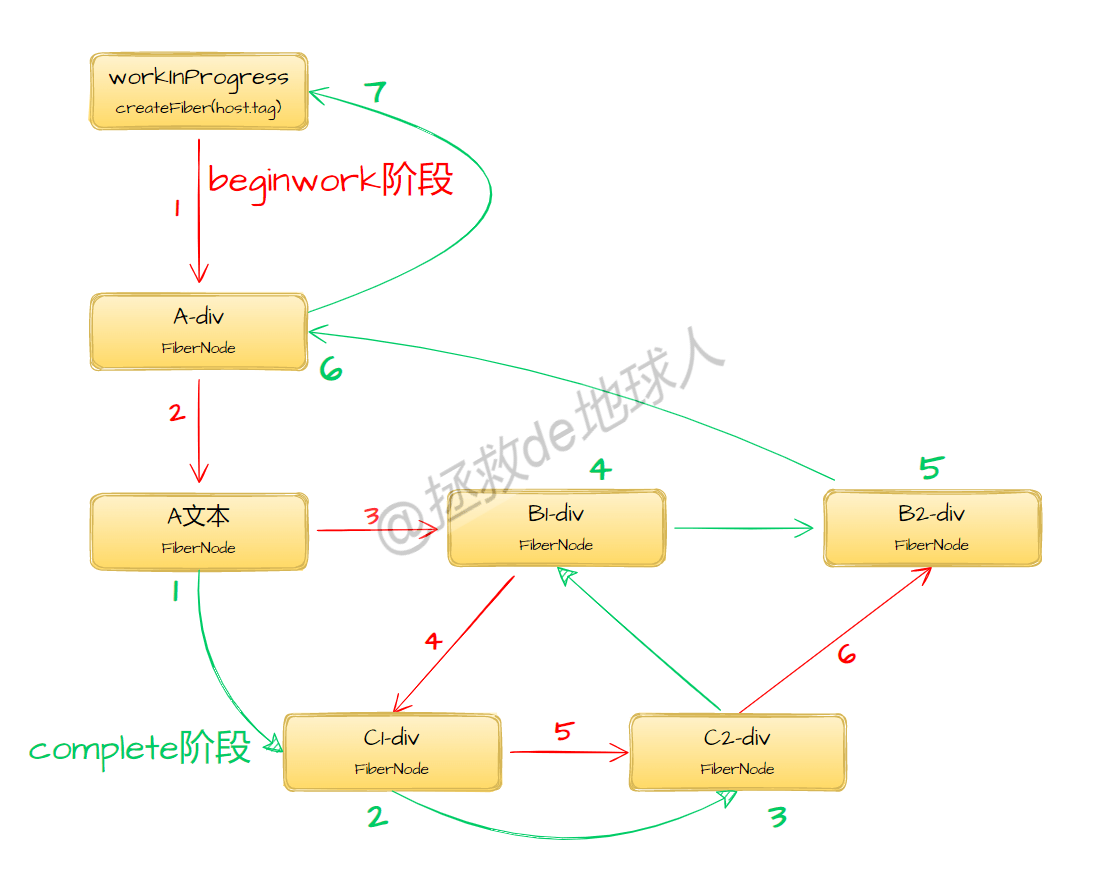 workInProgress
createFiber(host.tag)
7
beginwork阶段
1
A-div
FiberNode
6
2
@拯救de地球人
4
5
A文本
FiberNode
3
B1-div
FiberNode
B2-div
FiberNode
1
4
6
complete阶段
C1-div
FiberNode
5
C2-div
FiberNode
2
3